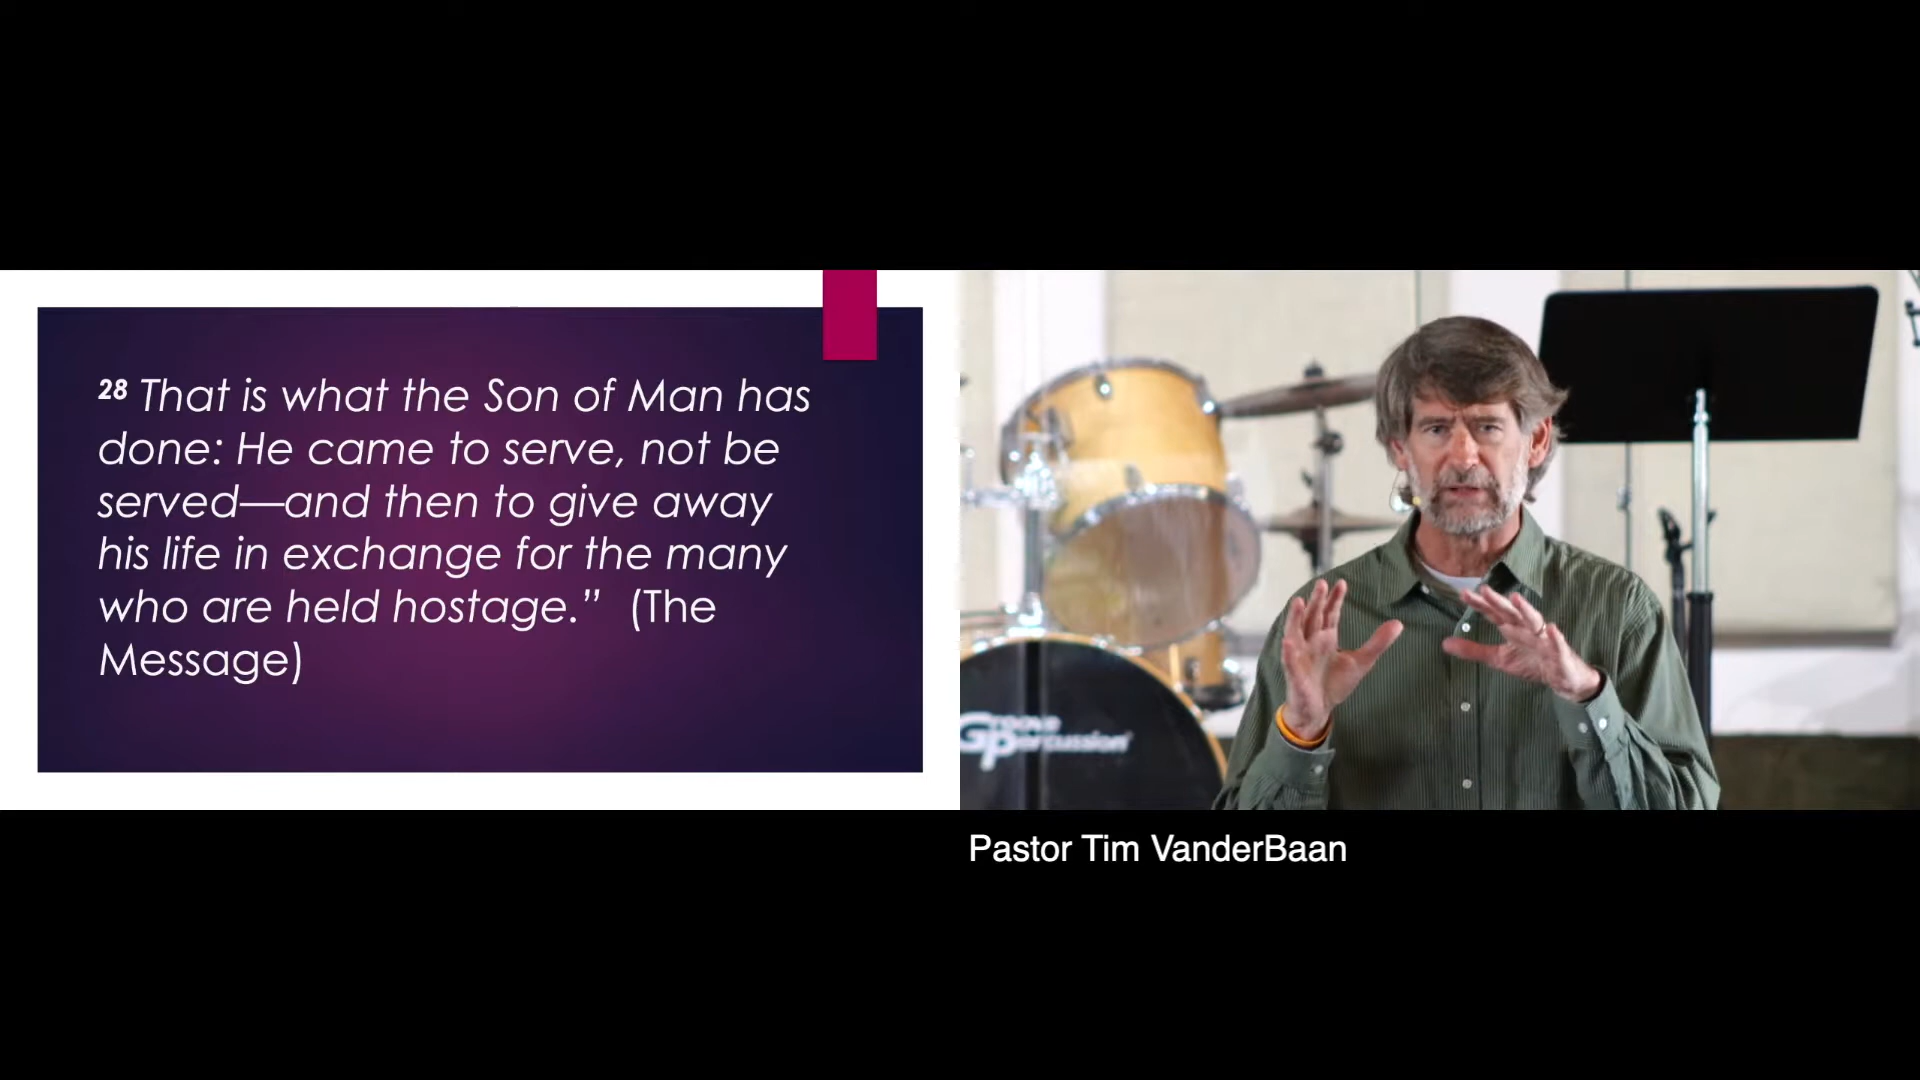 28 That is what the Son of Man has
done: He came to serve, not be
served—and then to give away
his life in exchange for the many
who are held hostage.” (The
Message)
Groove
Percussion
Pastor Tim VanderBaan